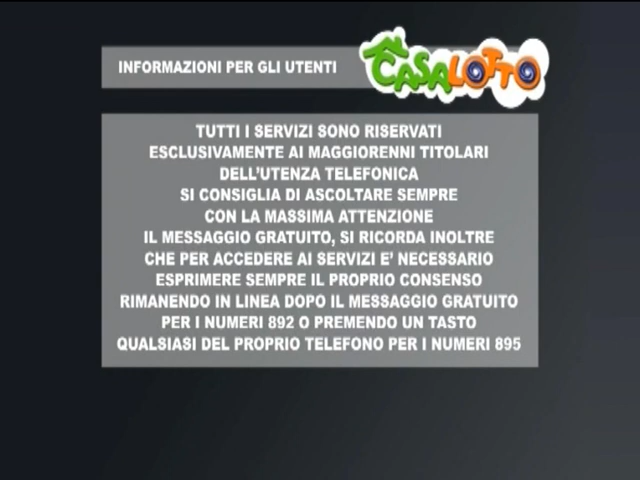 INFORMAZIONI PER GLI UTENTI
CASALOTTO
TUTTI I SERVIZI SONO RISERVATI
ESCLUSIVAMENTE AI MAGGIORENNI TITOLARI
DELL'UTENZA TELEFONICA
SI CONSIGLIA DI ASCOLTARE SEMPRE
CON LA MASSIMA ATTENZIONE
IL MESSAGGIO GRATUITO, SI RICORDA INOLTRE
CHE PER ACCEDERE AI SERVIZI E' NECESSARIO
ESPRIMERE SEMPRE IL PROPRIO CONSENSO
RIMANENDO IN LINEA DOPO IL MESSAGGIO GRATUITO
PER I NUMERI 892 O PREMENDO UN TASTO
QUALSIASI DEL PROPRIO TELEFONO PER I NUMERI 895